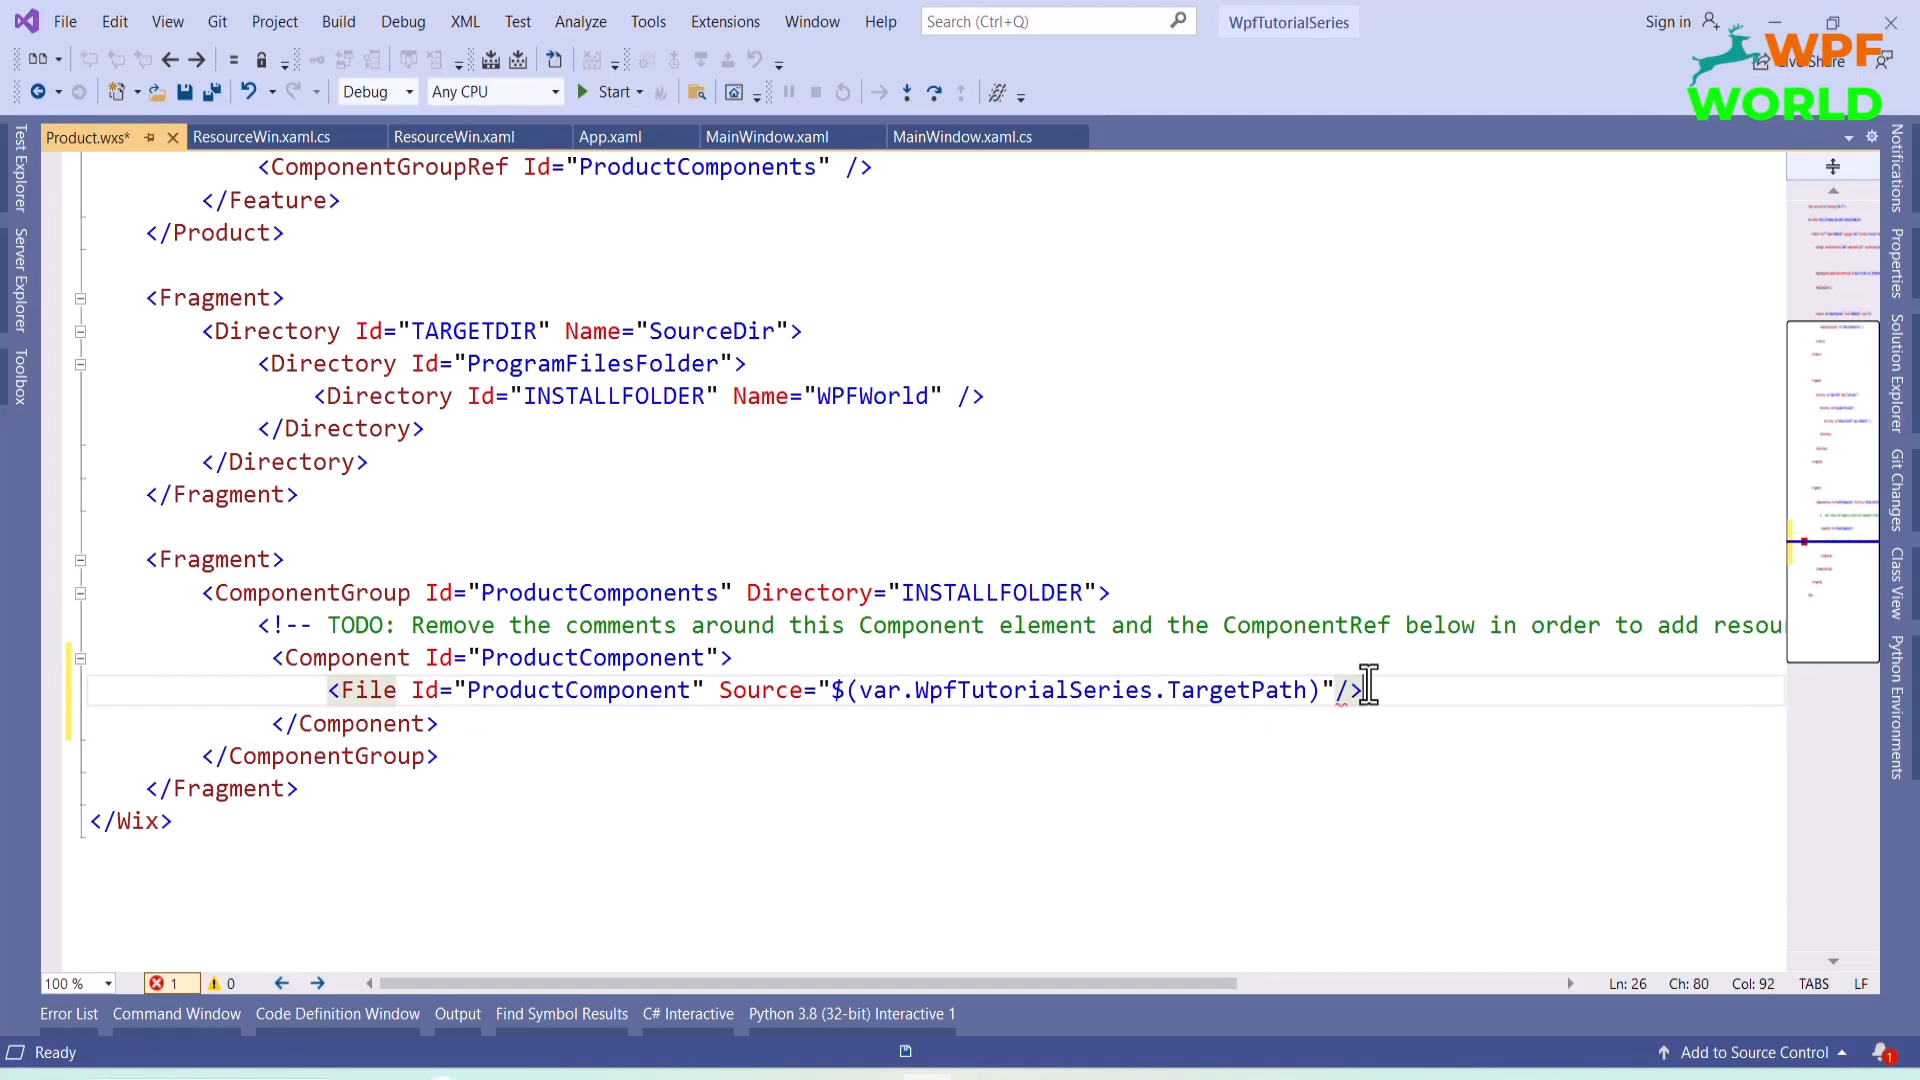 File Edit View Git Project Build Debug XML Test Analyze Tools Extensions Window Help Search (Ctrl+Q) WpfTutorialSeries Sign in
WPF
Live Share
WORLD
Debug Any CPU Start
Product.wxs* ResourceWin.xaml.cs ResourceWin.xaml App.xaml MainWindow.xaml MainWindow.xaml.cs
Test Explorer
Server Explorer
Toolbox
<ComponentGroupRef Id="ProductComponents" />
</Feature>
</Product>
<Fragment>
<Directory Id="TARGETDIR" Name="SourceDir">
<Directory Id="ProgramFilesFolder">
<Directory Id="INSTALLFOLDER" Name="WPFWorld" />
</Directory>
</Directory>
</Fragment>
<Fragment>
<ComponentGroup Id="ProductComponents" Directory="INSTALLFOLDER">
<!-- TODO: Remove the comments around this Component element and the ComponentRef below in order to add resou
<Component Id="ProductComponent">
<File Id="ProductComponent" Source="$(var.WpfTutorialSeries.TargetPath)"/>
</Component>
</ComponentGroup>
</Fragment>
</Wix>
Notifications
Properties
Solution Explorer
Git Changes
Class View
Python Environments
100 % 1 0 Ln: 26 Ch: 80 Col: 92 TABS LF
Error List Command Window Code Definition Window Output Find Symbol Results C# Interactive Python 3.8 (32-bit) Interactive 1
Ready Add to Source Control 1